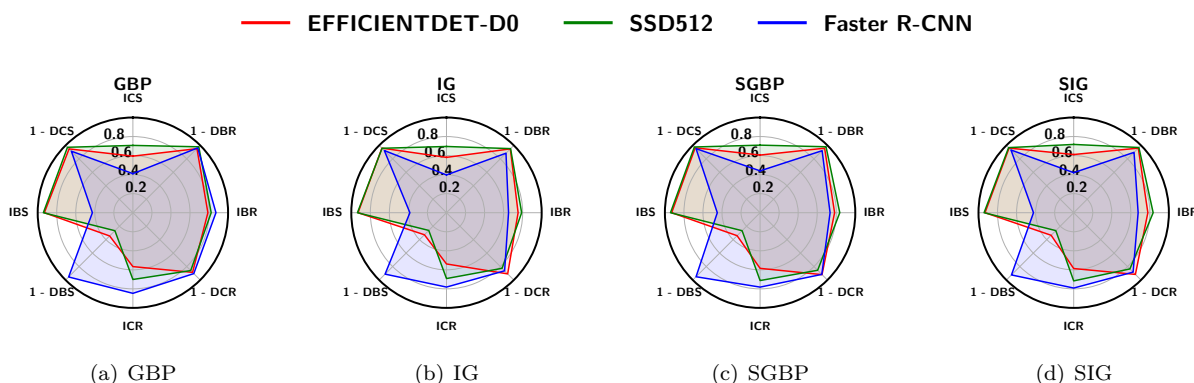 EFFICIENTDET-D0 SSD512 Faster R-CNN
GBP IG SGBP SIG
ICS ICS ICS ICS
1 - DCS 1 - DBR 1 - DCS 1 - DBR 1 - DCS 1 - DBR 1 - DCS 1 - DBR
0.8 0.8 0.8 0.8
0.6 0.6 0.6 0.6
0.4 0.4 0.4 0.4
0.2 0.2 0.2 0.2
IBS IBR IBS IBR IBS IBR IBS IBR
1 - DBS 1 - DCR 1 - DBS 1 - DCR 1 - DBS 1 - DCR 1 - DBS 1 - DCR
ICR ICR ICR ICR
(a) GBP (b) IG (c) SGBP (d) SIG